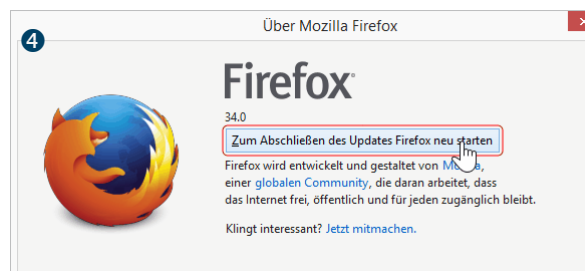 4
Über Mozilla Firefox
Firefox
34.0
Zum Abschließen des Updates Firefox neu starten
Firefox wird entwickelt und gestaltet von
einer globalen Community, die daran arbeitet, dass
das Internet frei, öffentlich und für jeden zugänglich bleibt.
Klingt interessant? Jetzt mitmachen.